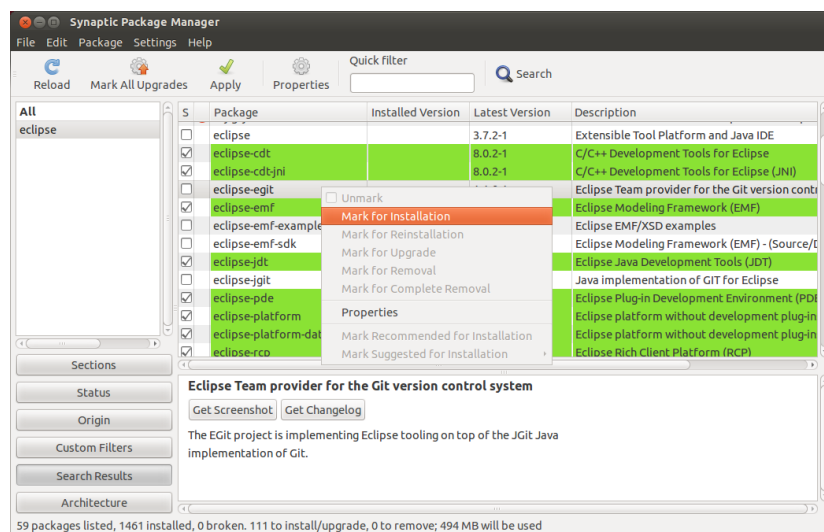 Synaptic Package Manager
File Edit Package Settings Help
Reload Mark All Upgrades Apply Properties Quick filter Search
All
eclipse
S Package Installed Version Latest Version Description
eclipse 3.7.2-1 Extensible Tool Platform and Java IDE
eclipse-cdt 8.0.2-1 C/C++ Development Tools for Eclipse
eclipse-cdt-jni 8.0.2-1 C/C++ Development Tools for Eclipse (JNI)
eclipse-egit Eclipse Team provider for the Git version contr
eclipse-emf Eclipse Modeling Framework (EMF)
eclipse-emf-example Eclipse EMF/XSD examples
eclipse-emf-sdk Eclipse Modeling Framework (EMF) - (Source/D
eclipse-jdt Eclipse Java Development Tools (JDT)
eclipse-jgit Java implementation of GIT for Eclipse
eclipse-pde Eclipse Plug-in Development Environment (PDE
eclipse-platform Eclipse platform without development plug-in
eclipse-platform-dat Eclipse platform without development plug-in
eclipse-rcp Eclipse Rich Client Platform (RCP)
Unmark
Mark for Installation
Mark for Reinstallation
Mark for Upgrade
Mark for Removal
Mark for Complete Removal
Properties
Mark Recommended for Installation
Mark Suggested for Installation
Sections
Status
Origin
Custom Filters
Search Results
Architecture
Eclipse Team provider for the Git version control system
Get Screenshot Get Changelog
The EGit project is implementing Eclipse tooling on top of the JGit Java
implementation of Git.
59 packages listed, 1461 installed, 0 broken. 111 to install/upgrade, 0 to remove; 494 MB will be used